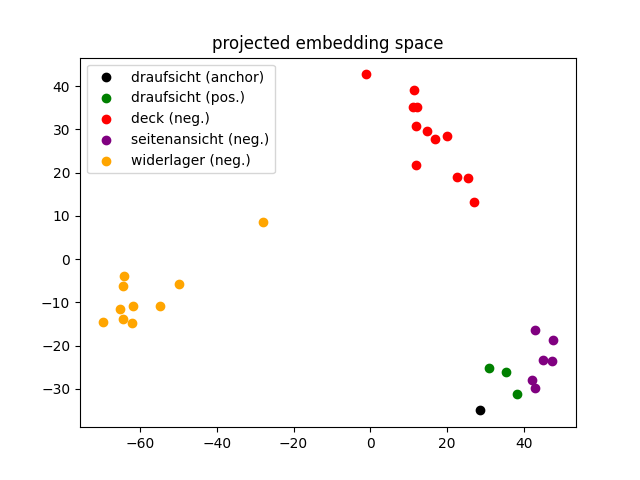 projected embedding space
draufsicht (anchor)
draufsicht (pos.)
deck (neg.)
seitenansicht (neg.)
widerlager (neg.)
40
30
20
10
0
−10
−20
−30
−60
−40
−20
0
20
40